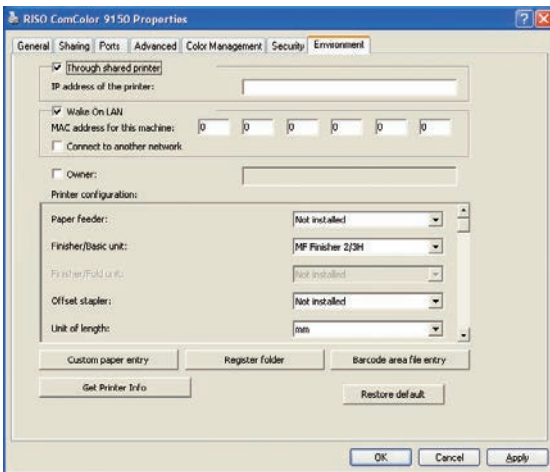 RISO ComColor 9150 Properties
General Sharing Ports Advanced Color Management Security Environment
Through shared printer
IP address of the printer:
Wake On LAN
MAC address for this machine: 0 0 0 0 0 0
Connect to another network
Owner:
Printer configuration:
Paper feeder: Not installed
Finisher/Basic unit: MF Finisher 2/3H
Finisher/Fold unit: Not installed
Offset stapler: Not installed
Unit of length: mm
Custom paper entry Register folder Barcode area file entry
Get Printer Info Restore default
OK Cancel Apply